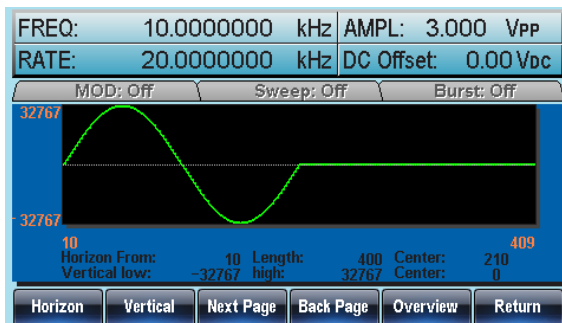 FREQ: 10.0000000 kHz AMPL: 3.000 VPP
RATE: 20.0000000 kHz DC Offset: 0.00 VDC
MOD: Off Sweep: Off Burst: Off
32767
-32767
10 409
Horizon From: 10 Length: 400 Center: 210
Vertical low: -32767 high: 32767 Center: 0
Horizon Vertical Next Page Back Page Overview Return